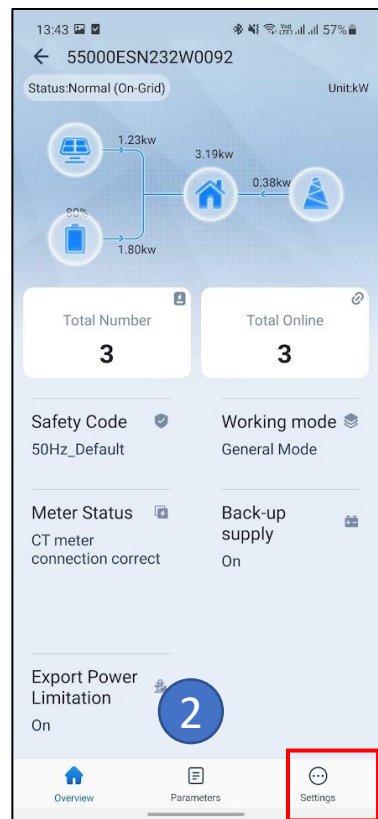 13:43 57%
55000ESN232W0092
Status:Normal (On-Grid) Unit:kW
1.23kw
3.19kw
0.38kw
90%
1.80kw
Total Number
3
Total Online
3
Safety Code
50Hz_Default
Working mode
General Mode
Meter Status
CT meter
connection correct
Back-up
supply
On
Export Power
Limitation
On
2
Overview Parameters Settings